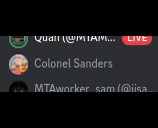 Quan (@MTAM... LIVE
Colonel Sanders
MTAworker_sam (@jisa...